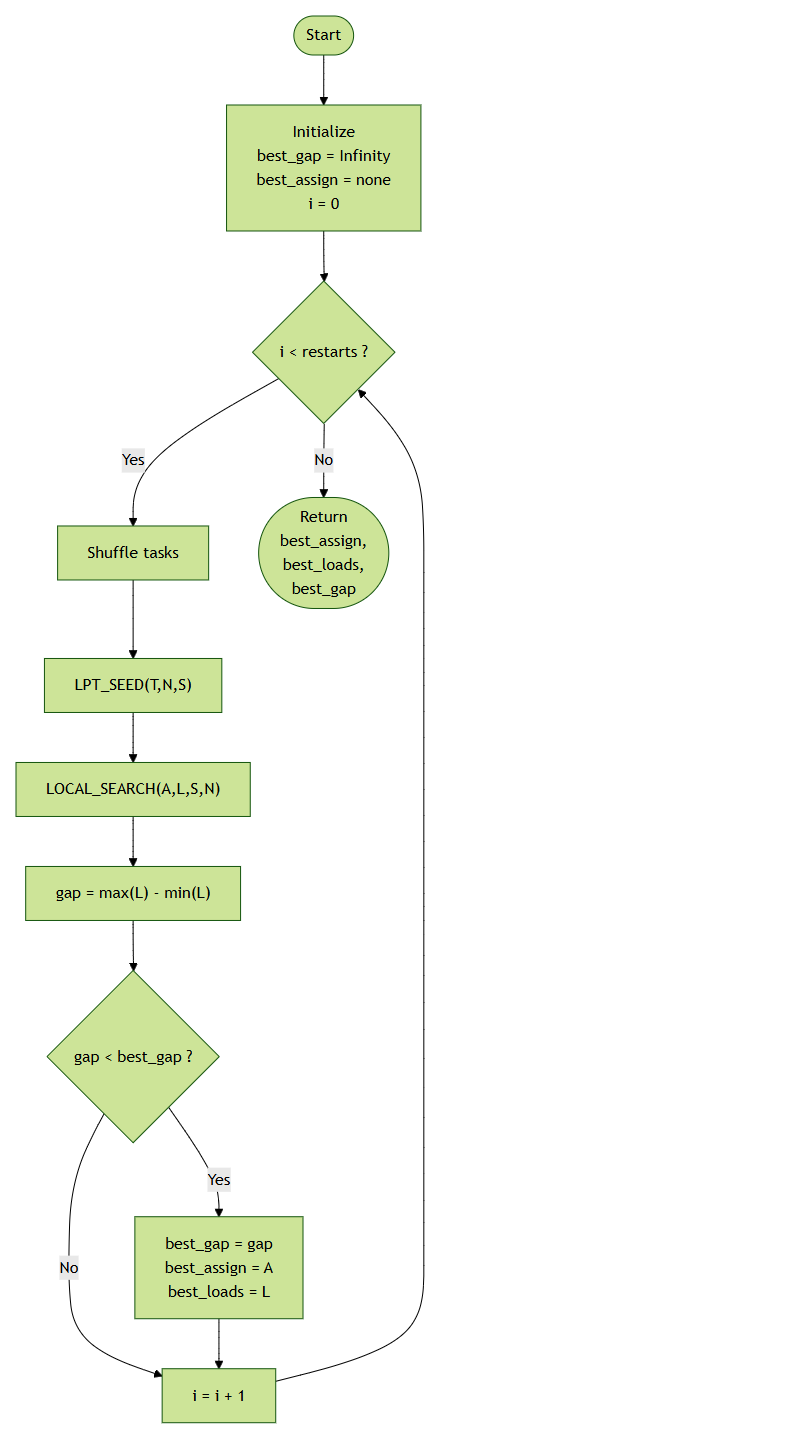 Start
Initialize
best_gap = Infinity
best_assign = none
i = 0
i < restarts ?
Yes
No
Shuffle tasks
Return
best_assign,
best_loads,
best_gap
LPT_SEED(T,N,S)
LOCAL_SEARCH(A,L,S,N)
gap = max(L) - min(L)
gap < best_gap ?
Yes
No
best_gap = gap
best_assign = A
best_loads = L
i = i + 1